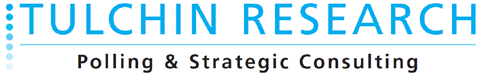 TULCHIN RESEARCH
Polling & Strategic Consulting